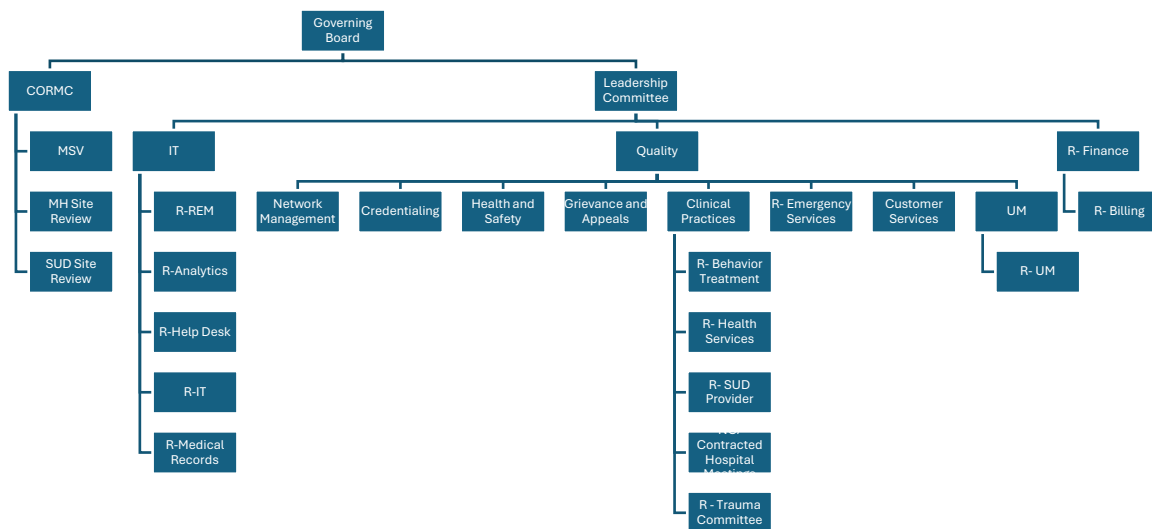 Governing
Board
CORMC
Leadership
Committee
MSV
IT
Quality
R- Finance
MH Site
Review
R-REM
Network
Management
Credentialing
Health and
Safety
Grievance and
Appeals
Clinical
Practices
R- Emergency
Services
Customer
Services
UM
R- Billing
SUD Site
Review
R-Analytics
R- Behavior
Treatment
R- UM
R-Help Desk
R- Health
Services
R-IT
R- SUD
Provider
R-Medical
Records
Contracted
Hospital
Meetings
R - Trauma
Committee